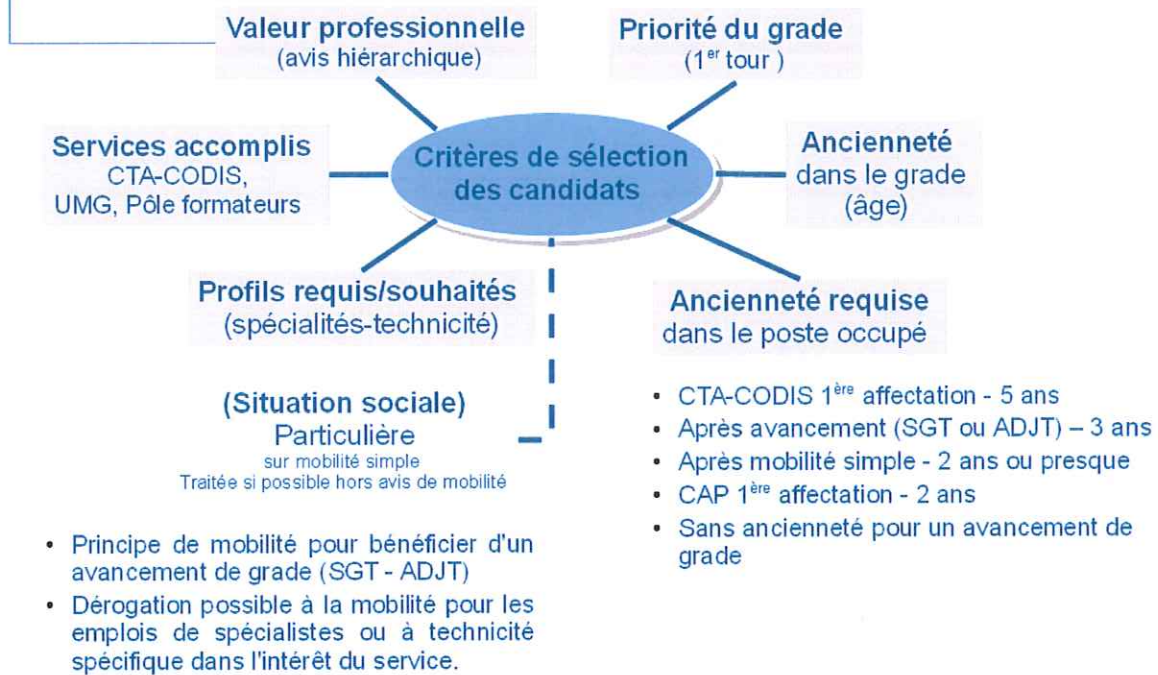 Valeur professionnelle
(avis hiérarchique)
Priorité du grade
(1er tour )
Services accomplis
CTA-CODIS,
UMG, Pôle formateurs
Critères de sélection
des candidats
Ancienneté
dans le grade
(âge)
Profils requis/souhaités
(spécialités-technicité)
Ancienneté requise
dans le poste occupé
(Situation sociale)
Particulière
sur mobilité simple
Traitée si possible hors avis de mobilité
• CTA-CODIS 1ère affectation - 5 ans
• Après avancement (SGT ou ADJT) – 3 ans
• Après mobilité simple - 2 ans ou presque
• CAP 1ère affectation - 2 ans
• Sans ancienneté pour un avancement de
grade
• Principe de mobilité pour bénéficier d'un
avancement de grade (SGT - ADJT)
• Dérogation possible à la mobilité pour les
emplois de spécialistes ou à technicité
spécifique dans l'intérêt du service.